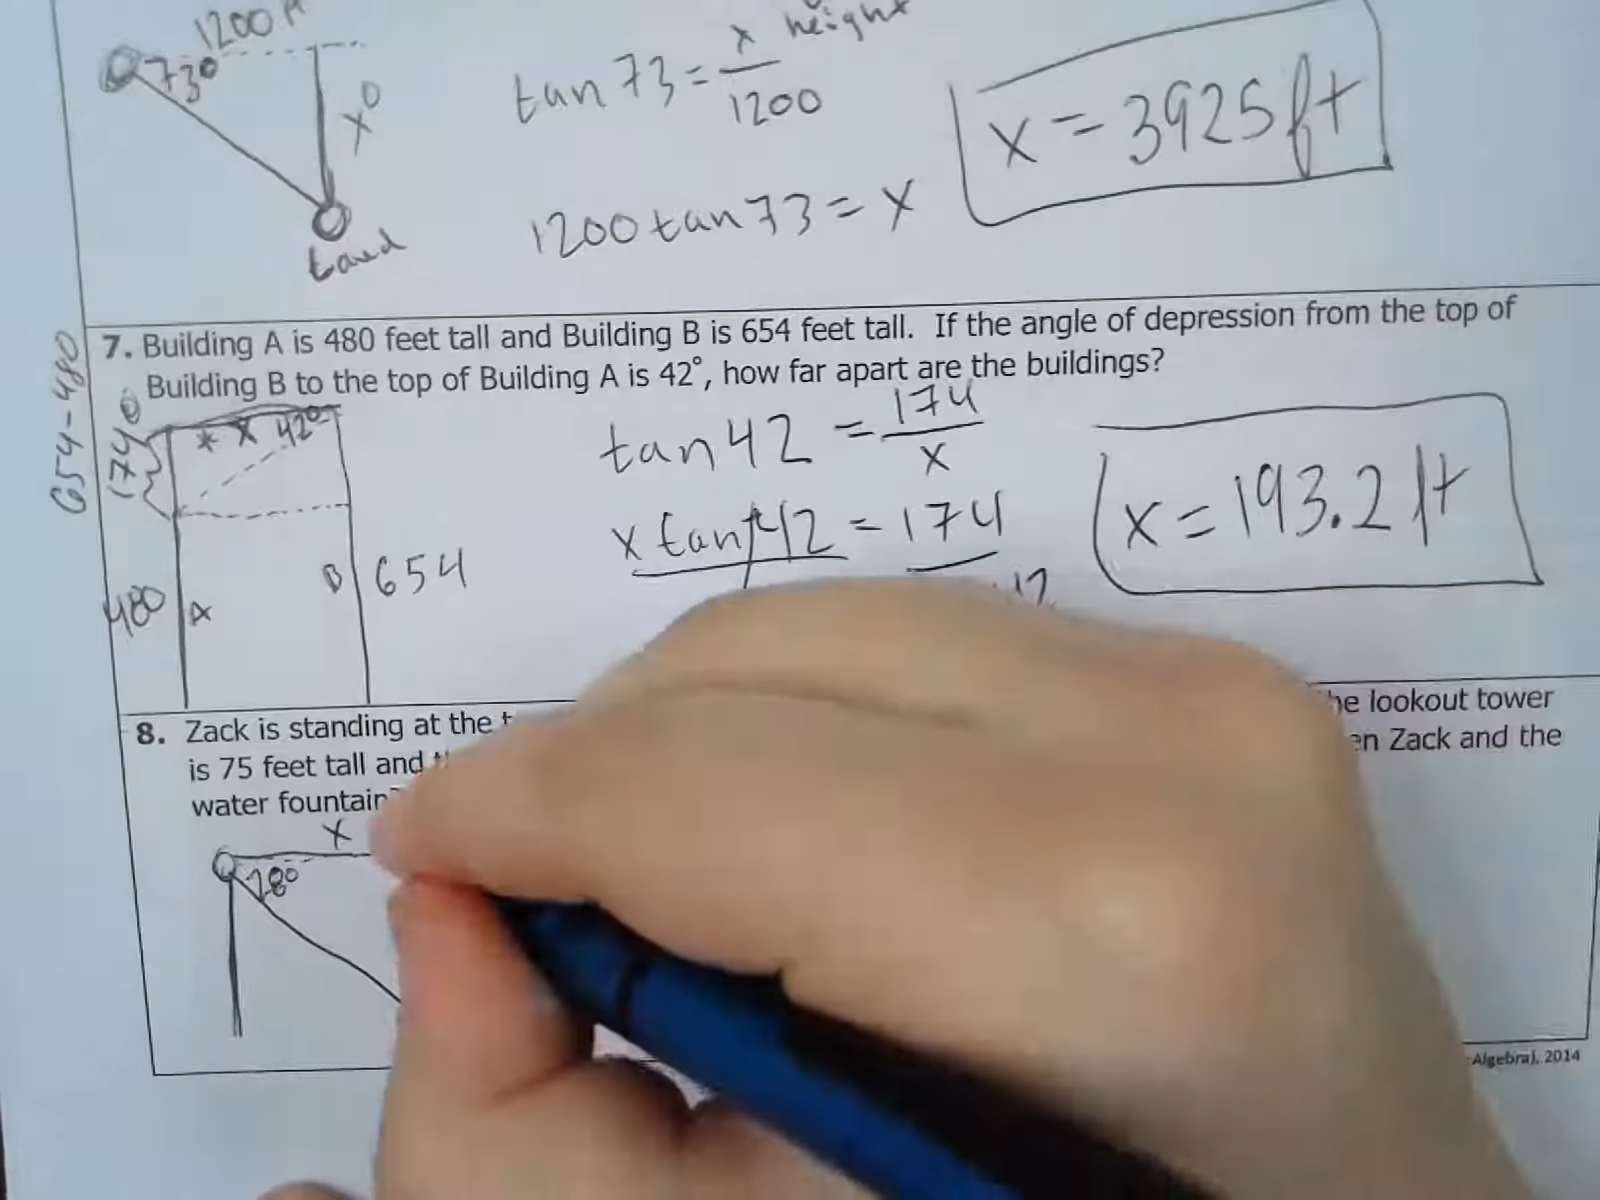 73°
x
tan 73 = x/1200
height
x = 3925 ft
1200 tan 73 = x
7. Building A is 480 feet tall and Building B is 654 feet tall. If the angle of depression from the top of
Building B to the top of Building A is 42°, how far apart are the buildings?
654-480
174
* x 42°
480
A
B
654
tan 42 = 174/x
x tan 42 = 174
x = 193.2 ft
8. Zack is standing at the
he lookout tower
is 75 feet tall and
en Zack and the
water fountain
x
18°
Algebra), 2014